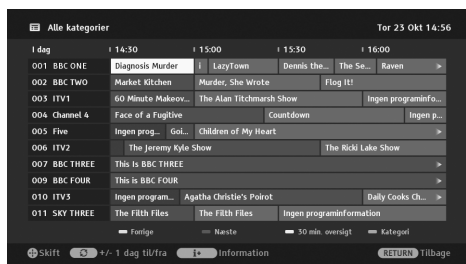 Alle kategorier Tor 23 Okt 14:56
I dag 14:30 15:00 15:30 16:00
001 BBC ONE Diagnosis Murder i LazyTown Dennis the... The Se... Raven
002 BBC TWO Market Kitchen Murder, She Wrote Flog It!
003 ITV1 60 Minute Makeov... The Alan Titchmarsh Show Ingen programinfo...
004 Channel 4 Face of a Fugitive Countdown Ingen p...
005 Five Ingen prog... Goi... Children of My Heart
006 ITV2 The Jeremy Kyle Show The Ricki Lake Show
007 BBC THREE This Is BBC THREE
009 BBC FOUR This is BBC FOUR
010 ITV3 Ingen program... Agatha Christie's Poirot Daily Cooks Ch...
011 SKY THREE The Filth Files The Filth Files Ingen programinformation
Forrige Næste 30 min. oversigt Kategori
Skift +/- 1 dag til/fra i+ Information RETURN Tilbage